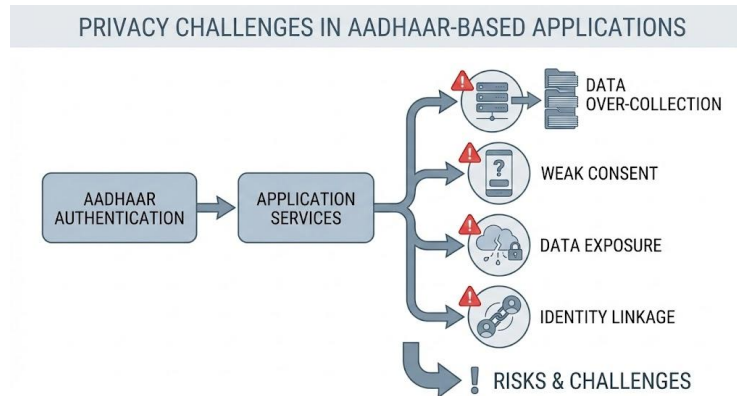 PRIVACY CHALLENGES IN AADHAAR-BASED APPLICATIONS
AADHAAR
AUTHENTICATION
APPLICATION
SERVICES
DATA
OVER-COLLECTION
?
WEAK CONSENT
DATA EXPOSURE
IDENTITY LINKAGE
! RISKS & CHALLENGES